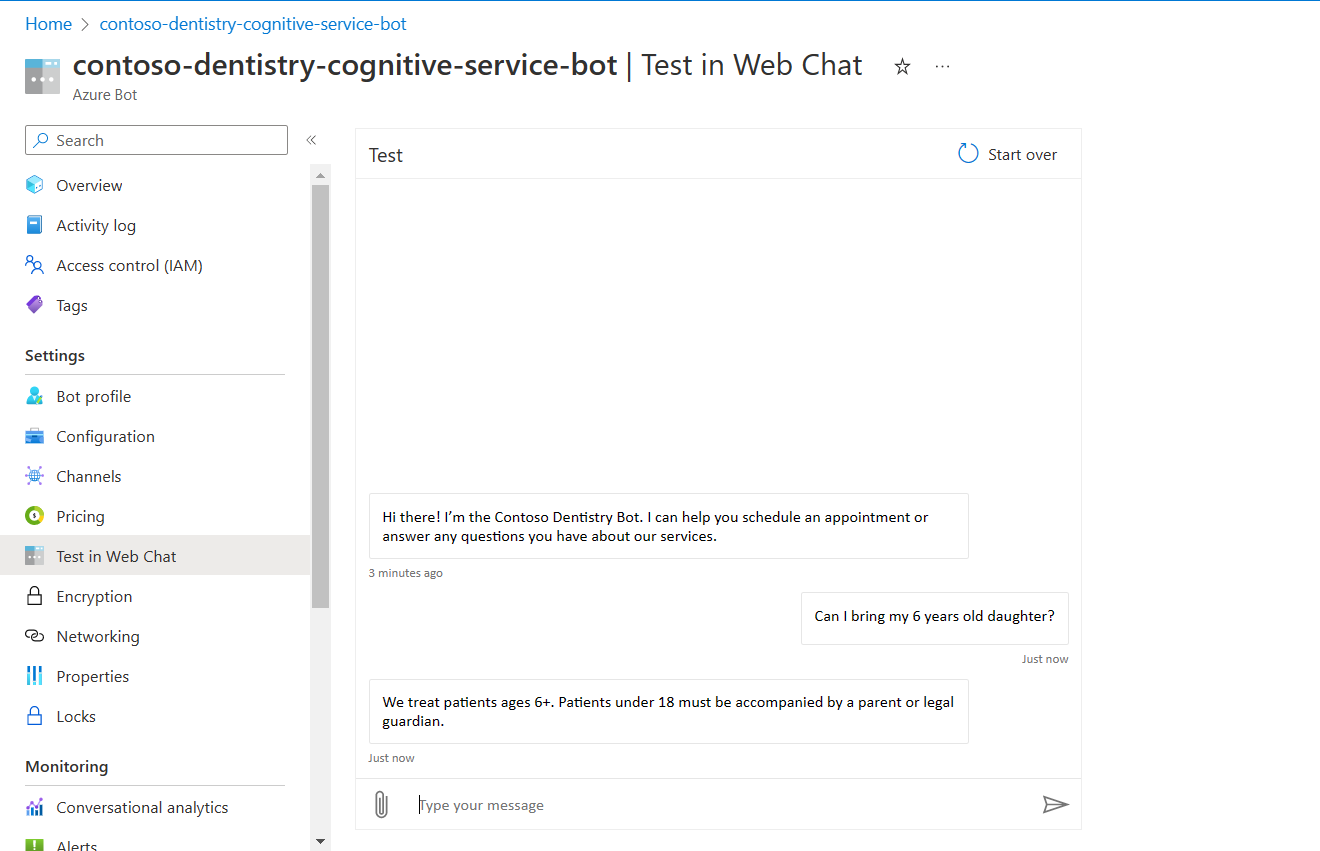 Home > contoso-dentistry-cognitive-service-bot
contoso-dentistry-cognitive-service-bot | Test in Web Chat
Azure Bot
Search
Overview
Activity log
Access control (IAM)
Tags
Settings
Bot profile
Configuration
Channels
Pricing
Test in Web Chat
Encryption
Networking
Properties
Locks
Monitoring
Conversational analytics
Alerts
Test
Start over
Hi there! I’m the Contoso Dentistry Bot. I can help you schedule an appointment or
answer any questions you have about our services.
3 minutes ago
Can I bring my 6 years old daughter?
Just now
We treat patients ages 6+. Patients under 18 must be accompanied by a parent or legal
guardian.
Just now
Type your message